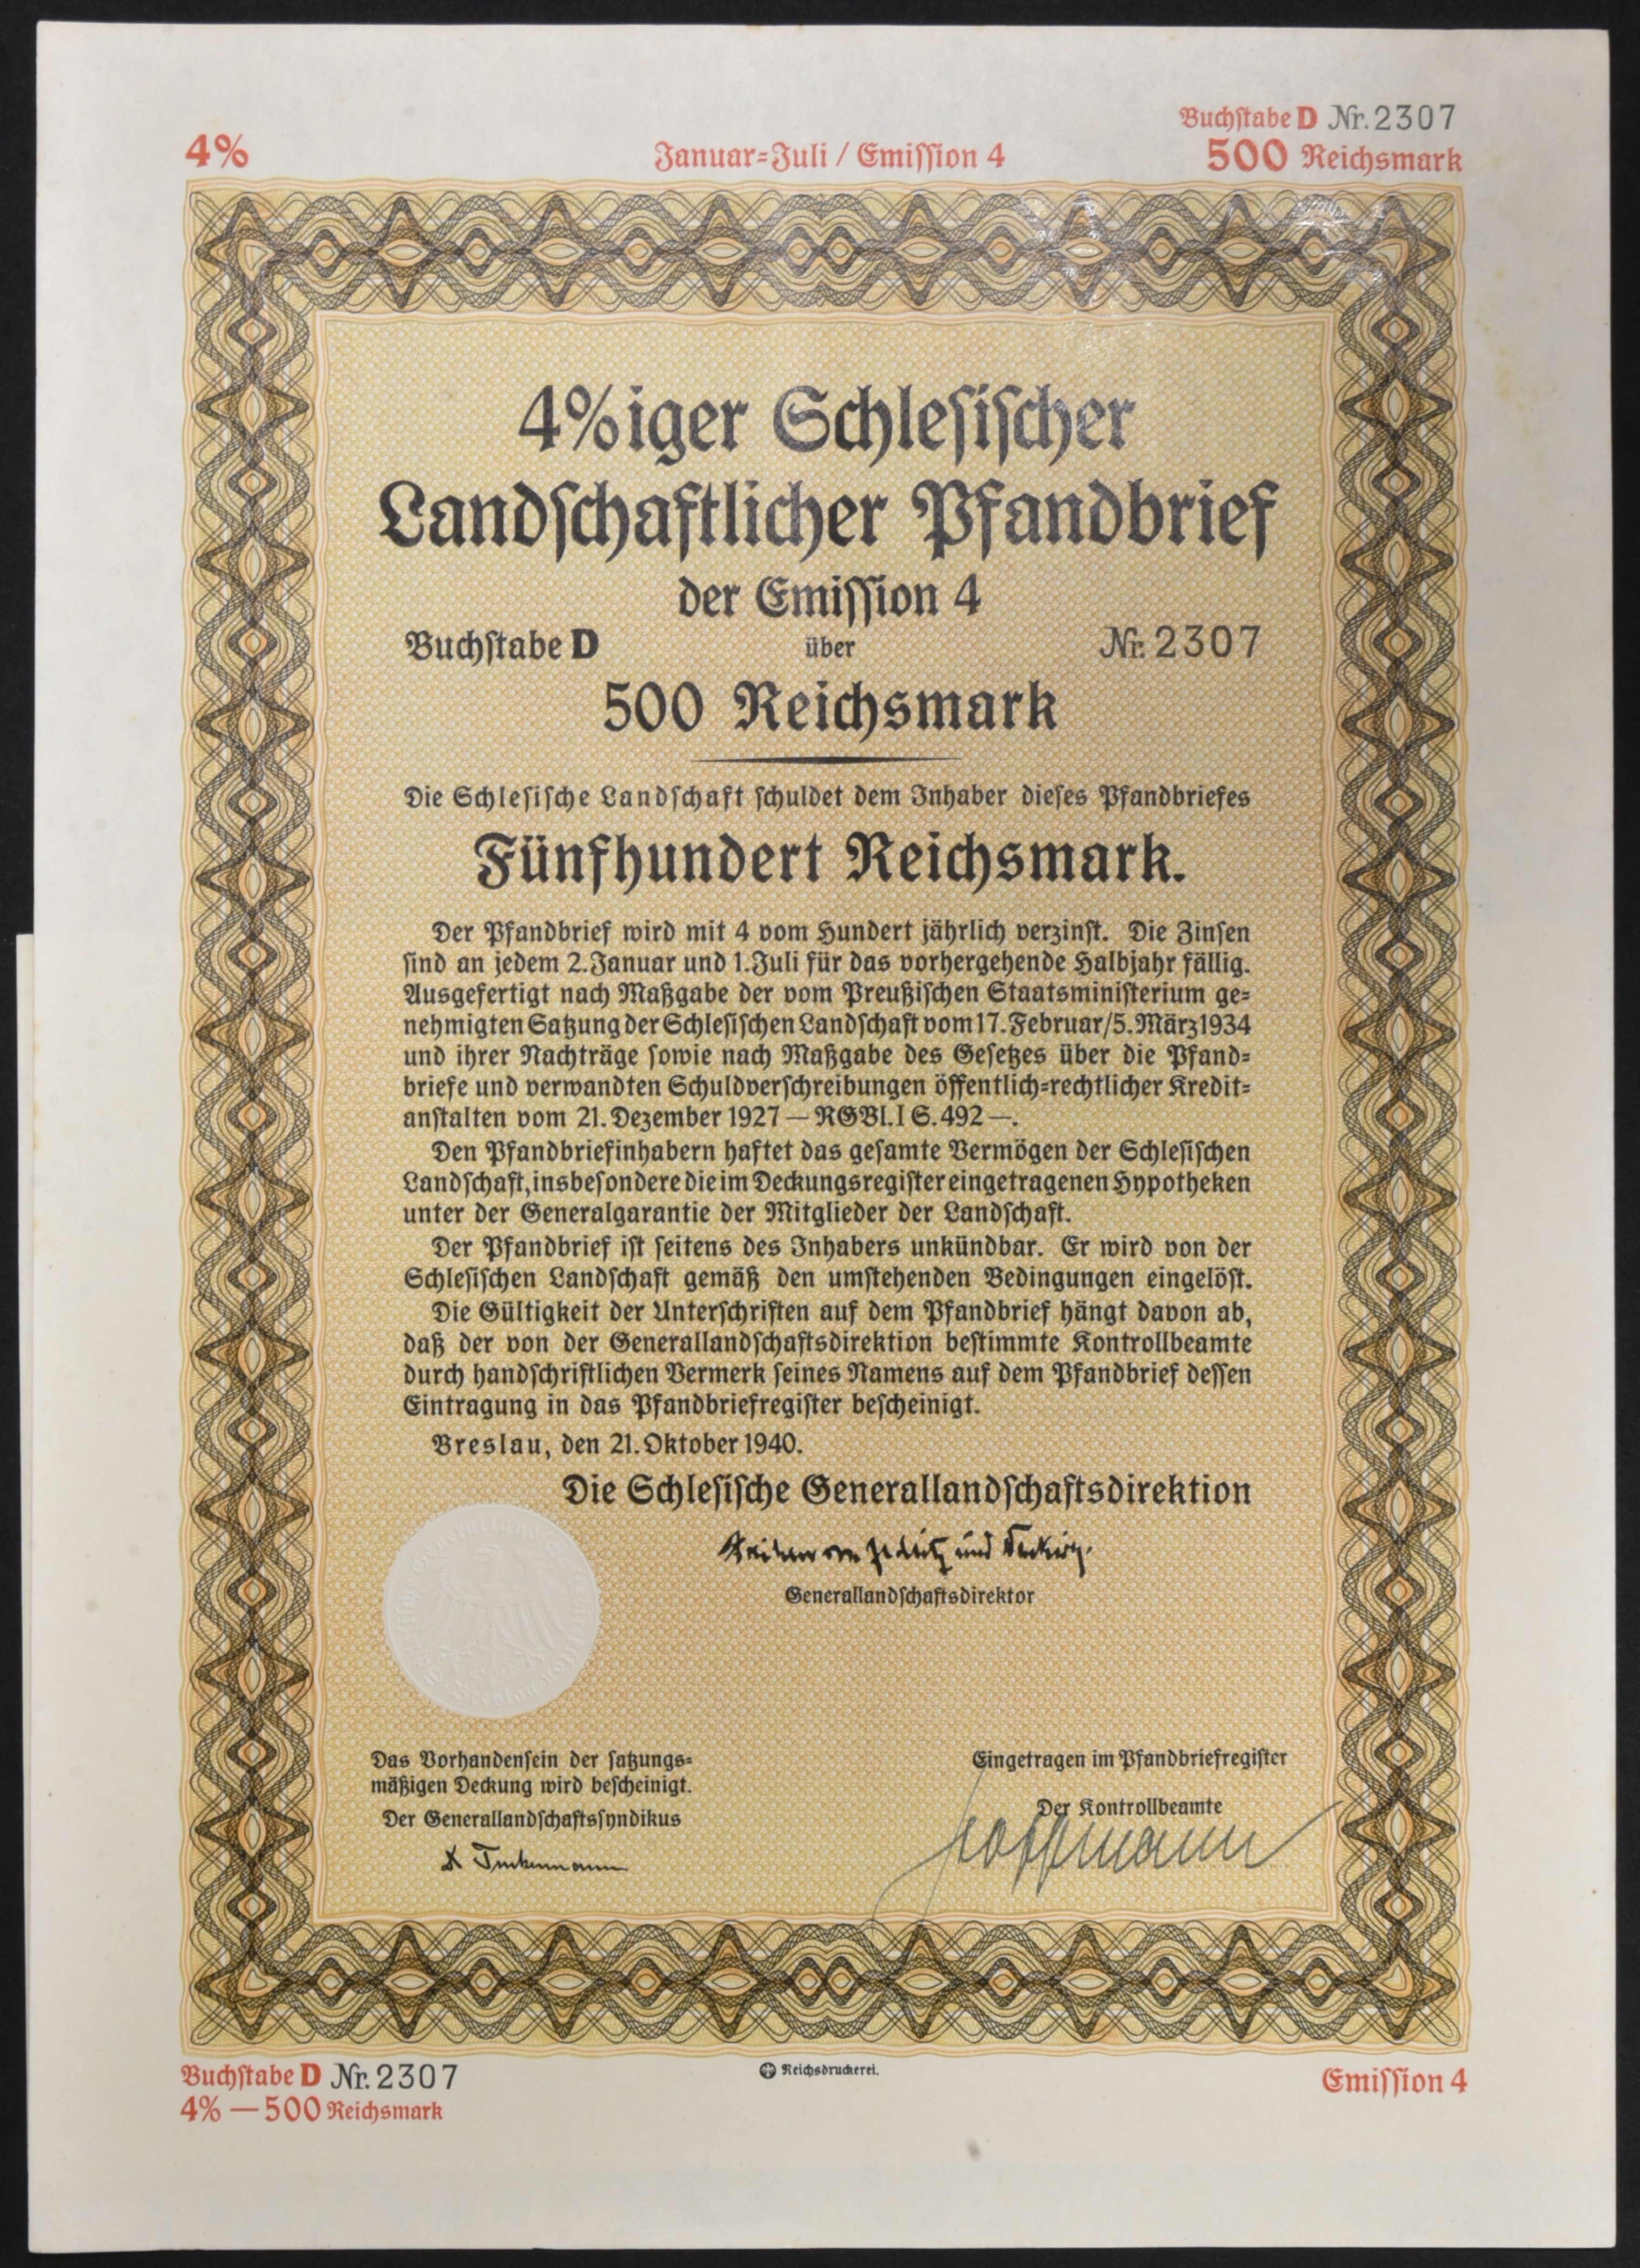 Buchstabe D Nr. 2307
4% Januar=Juli / Emission 4 500 Reichsmark
4%iger Schlesischer
Landschaftlicher Pfandbrief
der Emission 4
Buchstabe D über Nr. 2307
500 Reichsmark
Die Schlesische Landschaft schuldet dem Inhaber dieses Pfandbriefes
Fünfhundert Reichsmark.
Der Pfandbrief wird mit 4 vom Hundert jährlich verzinst. Die Zinsen
sind an jedem 2. Januar und 1. Juli für das vorhergehende Halbjahr fällig.
Ausgefertigt nach Maßgabe der vom Preußischen Staatsministerium ge=
nehmigten Satzung der Schlesischen Landschaft vom 17. Februar/5. März 1934
und ihrer Nachträge sowie nach Maßgabe des Gesetzes über die Pfand=
briefe und verwandten Schuldverschreibungen öffentlich=rechtlicher Kredit=
anstalten vom 21. Dezember 1927 — RGBl. I S. 492 —.
Den Pfandbriefinhabern haftet das gesamte Vermögen der Schlesischen
Landschaft, insbesondere die im Deckungsregister eingetragenen Hypotheken
unter der Generalgarantie der Mitglieder der Landschaft.
Der Pfandbrief ist seitens des Inhabers unkündbar. Er wird von der
Schlesischen Landschaft gemäß den umstehenden Bedingungen eingelöst.
Die Gültigkeit der Unterschriften auf dem Pfandbrief hängt davon ab,
daß der von der Generallandschaftsdirektion bestimmte Kontrollbeamte
durch handschriftlichen Vermerk seines Namens auf dem Pfandbrief dessen
Eintragung in das Pfandbriefregister bescheinigt.
Breslau, den 21. Oktober 1940.
Die Schlesische Generallandschaftsdirektion
von Zedlitz und
Generallandschaftsdirektor
Breslau
Das Vorhandensein der satzungs=
mäßigen Deckung wird bescheinigt.
Der Generallandschaftssyndikus
Eingetragen im Pfandbriefregister
Der Kontrollbeamte
Hoffmann
Buchstabe D Nr. 2307
4% — 500 Reichsmark
Reichsdruckerei.
Emission 4